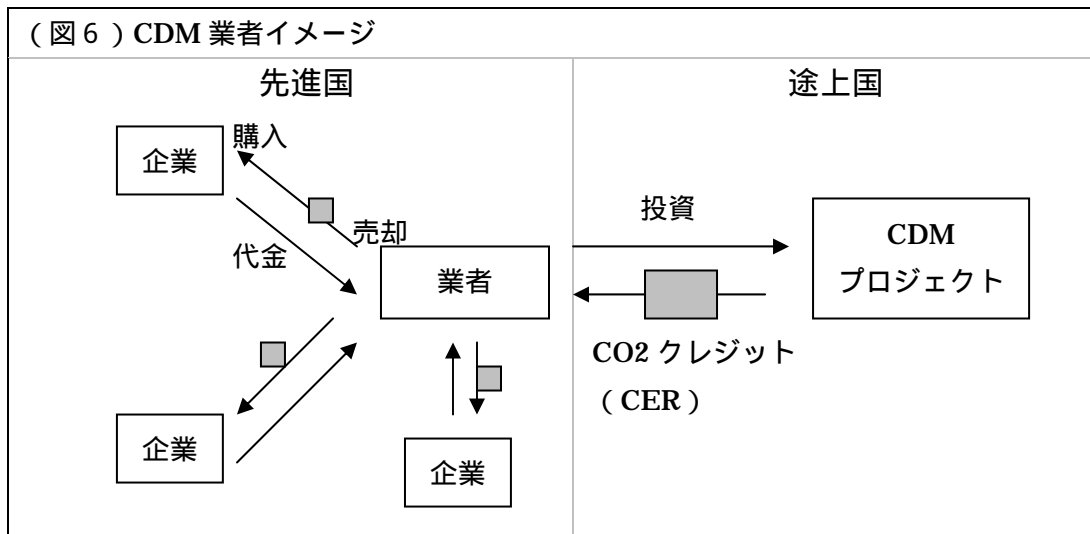 (図6)CDM 業者イメージ
先進国
途上国
企業
購入
売却
代金
業者
投資
CDM
プロジェクト
CO2 クレジット
(CER)
企業
企業